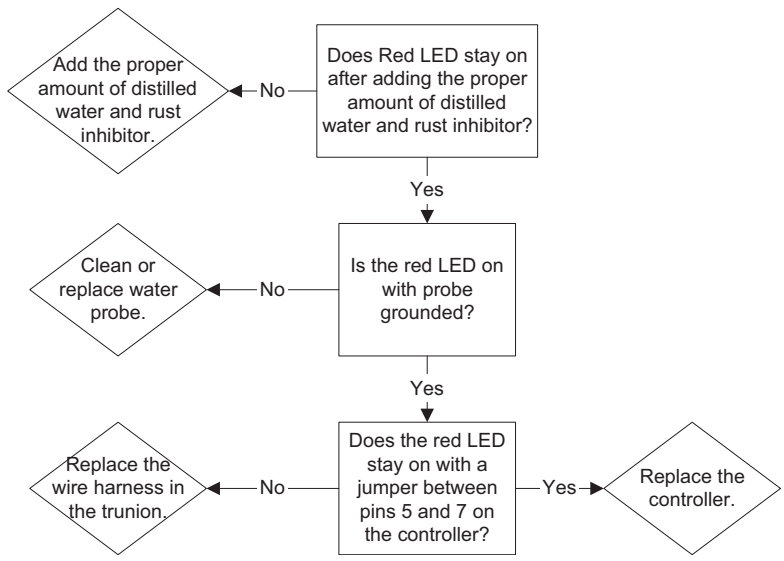 Add the proper
amount of distilled
water and rust
inhibitor.
No
Does Red LED stay on
after adding the proper
amount of distilled
water and rust inhibitor?
Yes
Clean or
replace water
probe.
No
Is the red LED on
with probe
grounded?
Yes
Replace the
wire harness in
the trunion.
No
Does the red LED
stay on with a
jumper between
pins 5 and 7 on
the controller?
Yes
Replace the
controller.